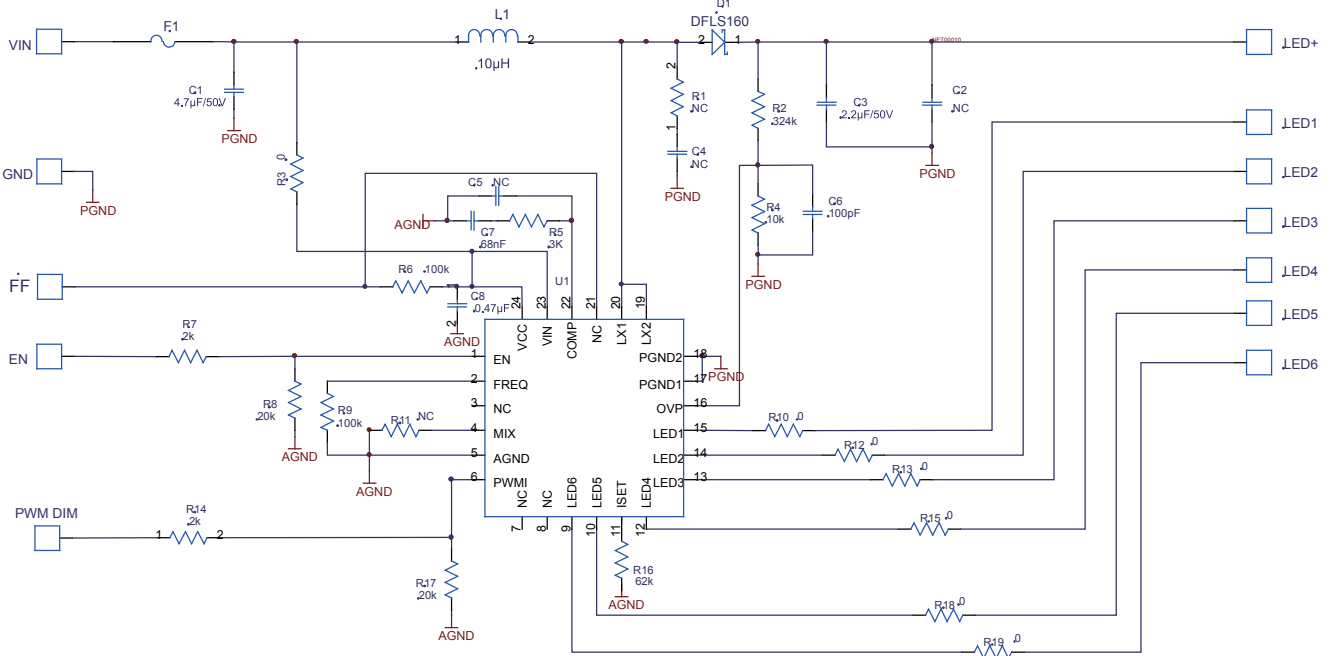 F1
L1
D1
DFLS160
VIN
1
2
2
1
NET00010
LED+
10µH
C1
4.7µF/50V
PGND
2
R1
NC
1
C4
NC
PGND
R2
324k
C3
2.2µF/50V
C2
NC
PGND
LED1
GND
PGND
R3
0
LED2
C5
NC
AGND
C7
68nF
R5
3K
R4
10k
C6
100pF
PGND
LED3
LED4
FF
R6
100k
C8
0.47µF
2
AGND
U1
24
23
22
21
20
19
VCC
VIN
COMP
NC
LX1
LX2
LED5
R7
2k
EN
1
EN
PGND2
18
PGND
LED6
2
FREQ
PGND1
17
R8
20k
R9
100k
3
NC
OVP
16
R11
NC
4
MIX
LED1
15
R10
0
AGND
5
AGND
LED2
14
R12
0
AGND
6
PWMI
LED3
13
R13
0
NC
NC
LED6
LED5
ISET
LED4
7
8
9
10
11
12
PWM DIM
R14
2k
1
2
R15
0
R16
62k
AGND
R17
20k
AGND
R18
0
R19
0